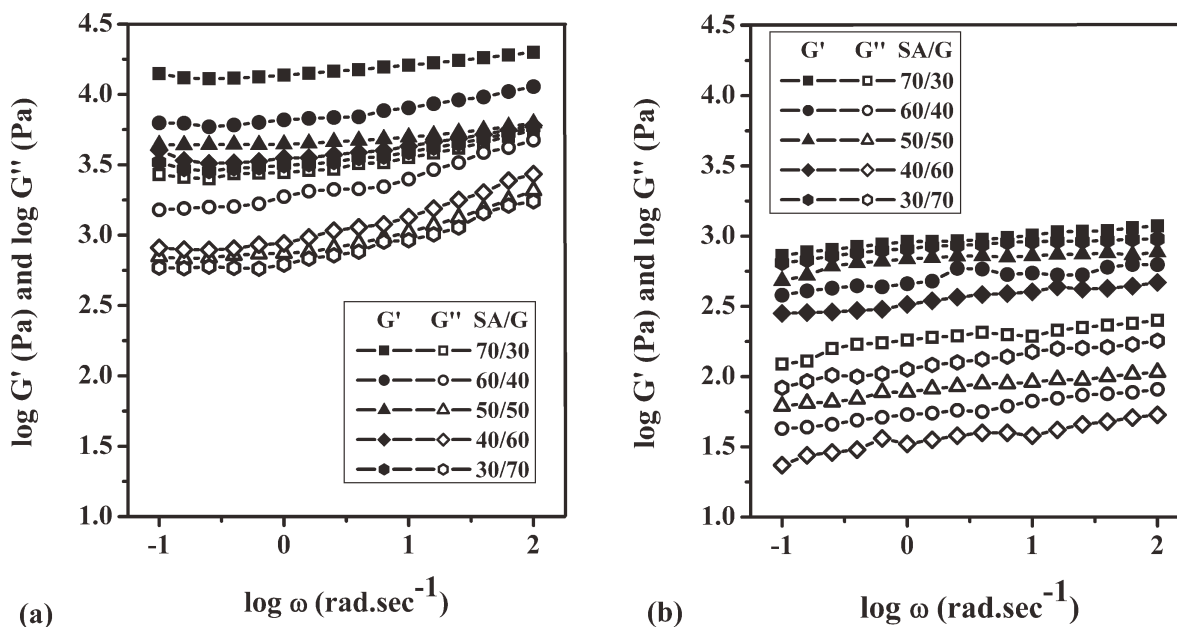 4.5
4.0
3.5
3.0
2.5
2.0
1.5
1.0
log G' (Pa) and log G'' (Pa)
G' G'' SA/G
70/30
60/40
50/50
40/60
30/70
-1 0 1 2
log ω (rad.sec⁻¹)
(a)
4.5
4.0
3.5
3.0
2.5
2.0
1.5
1.0
log G' (Pa) and log G'' (Pa)
G' G'' SA/G
70/30
60/40
50/50
40/60
30/70
-1 0 1 2
log ω (rad.sec⁻¹)
(b)